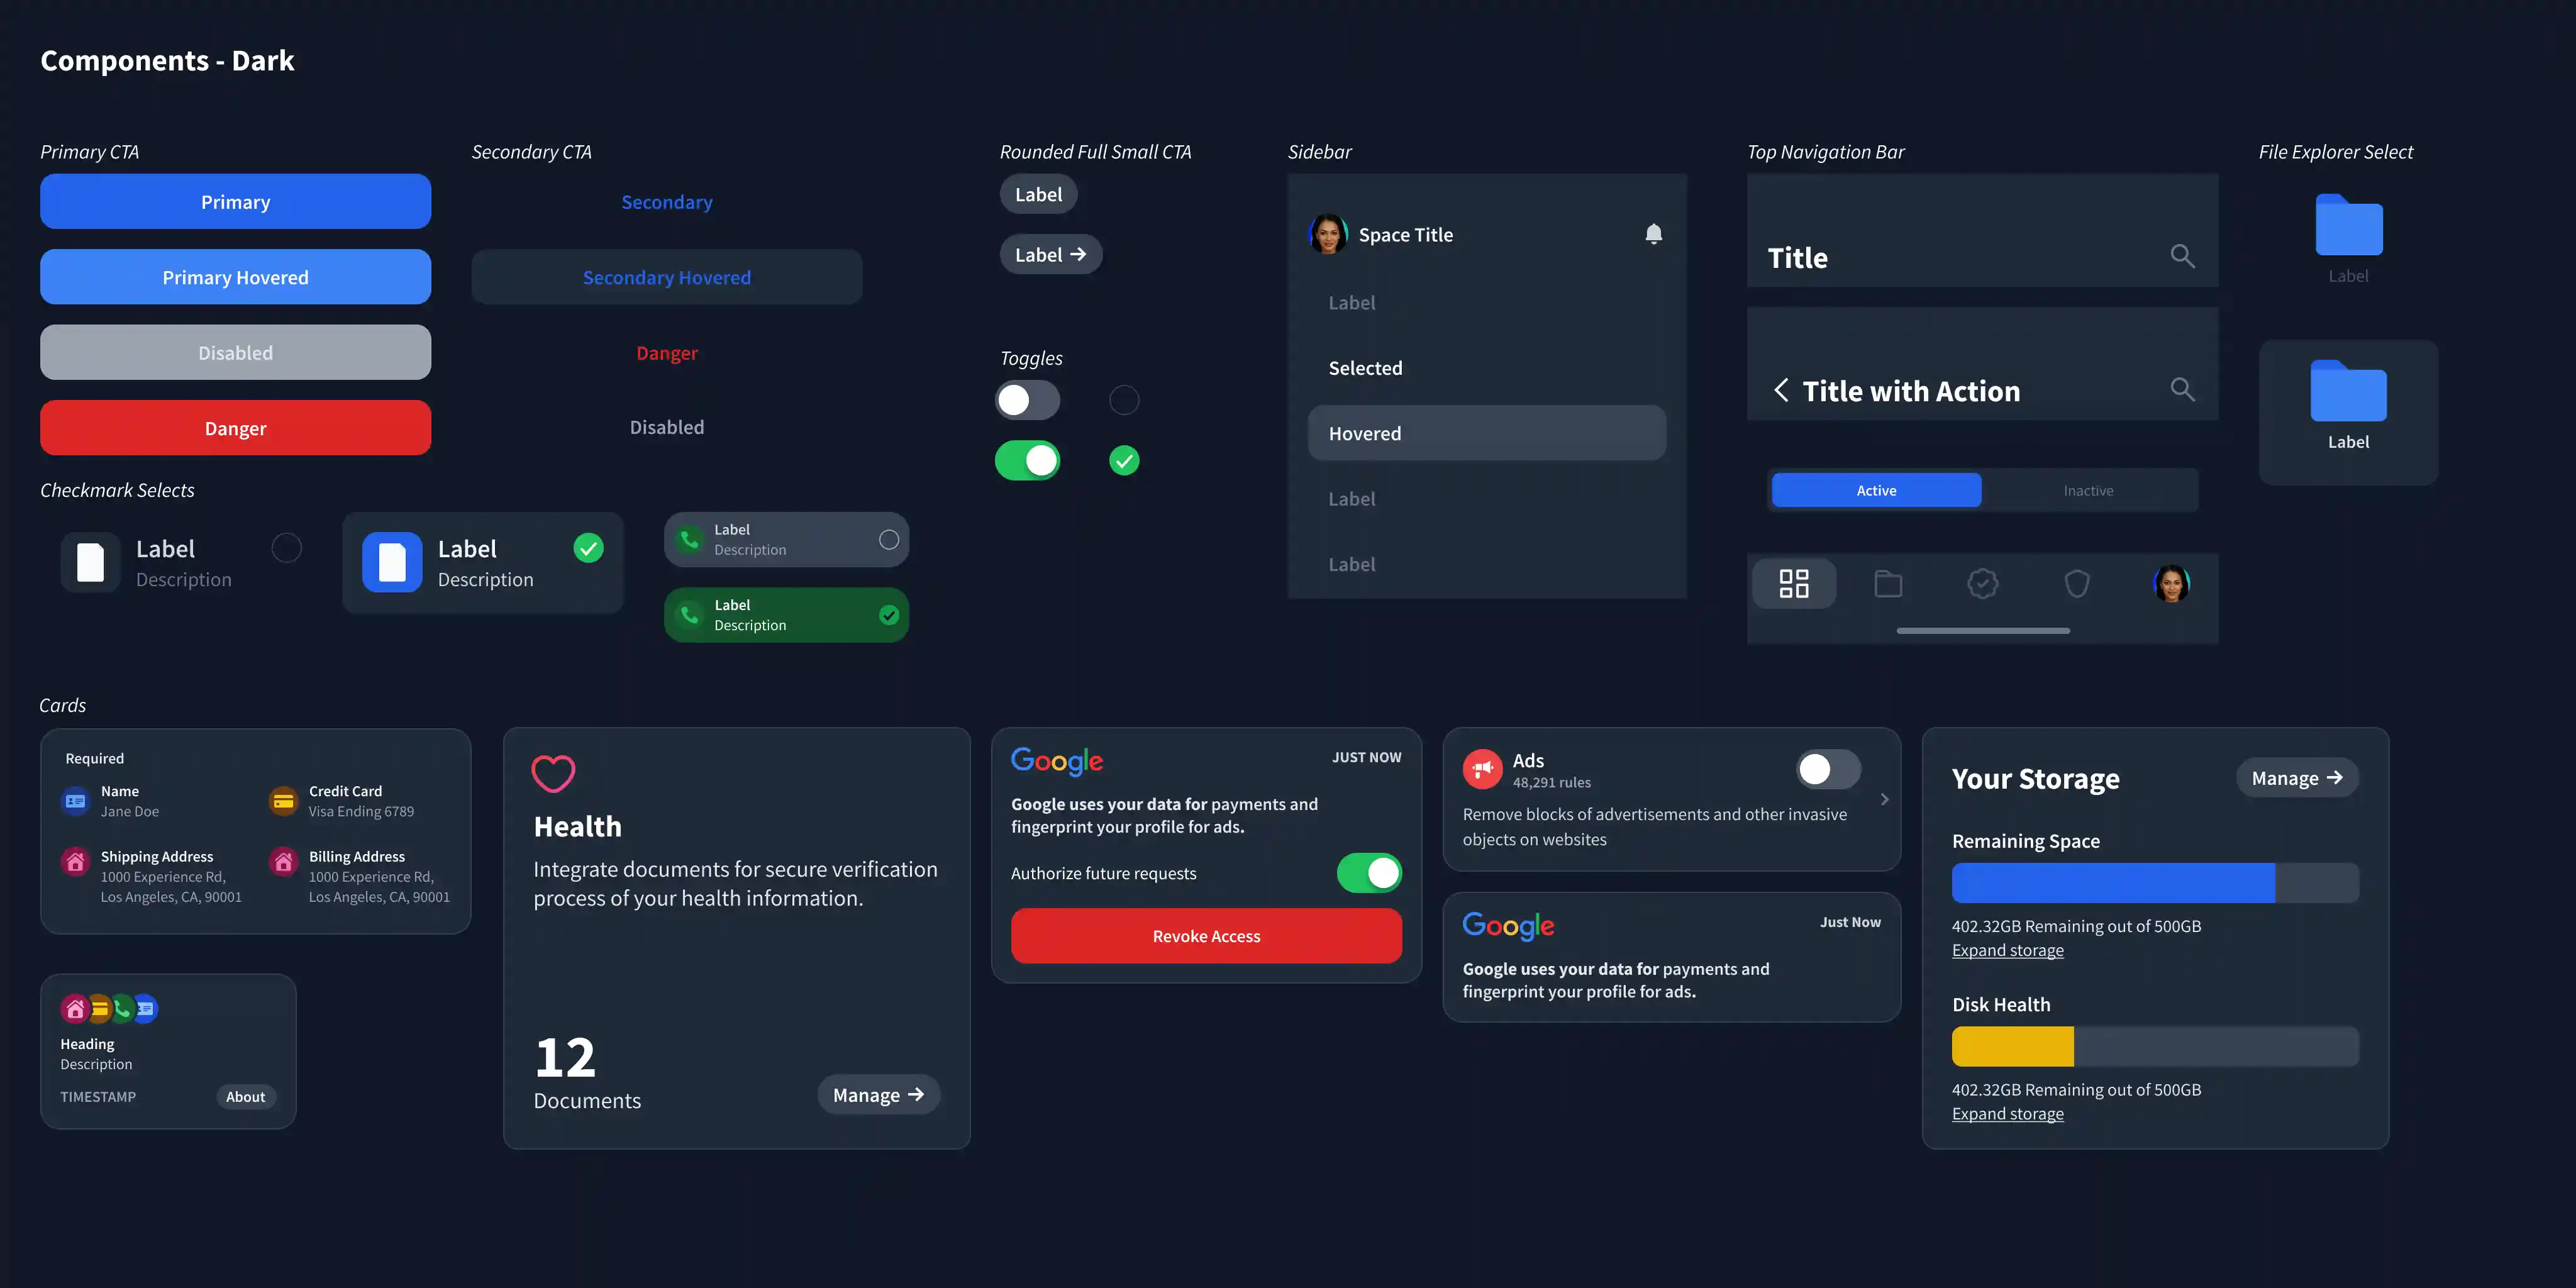 Components - Dark
Primary CTA
Primary
Primary Hovered
Disabled
Danger
Secondary CTA
Secondary
Secondary Hovered
Danger
Disabled
Rounded Full Small CTA
Label
Label
Toggles
Sidebar
Space Title
Label
Selected
Hovered
Label
Label
Top Navigation Bar
Title
Title with Action
Active
Inactive
File Explorer Select
Label
Label
Checkmark Selects
Label
Description
Label
Description
Label
Description
Label
Description
Cards
Required
Name
Jane Doe
Credit Card
Visa Ending 6789
Shipping Address
1000 Experience Rd,
Los Angeles, CA, 90001
Billing Address
1000 Experience Rd,
Los Angeles, CA, 90001
Heading
Description
TIMESTAMP
About
Health
Integrate documents for secure verification
process of your health information.
12
Documents
Manage
Google
JUST NOW
Google uses your data for payments and
fingerprint your profile for ads.
Authorize future requests
Revoke Access
Ads
48,291 rules
Remove blocks of advertisements and other invasive
objects on websites
Google
Just Now
Google uses your data for payments and
fingerprint your profile for ads.
Your Storage
Manage
Remaining Space
402.32GB Remaining out of 500GB
Expand storage
Disk Health
402.32GB Remaining out of 500GB
Expand storage